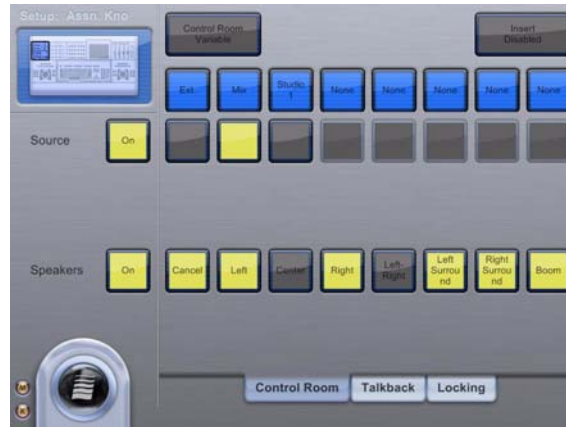 Setup: Assn. Kno
Control Room
Variable
Insert
Disabled
Ext.
Mix
Studio
1
None
None
None
None
None
Source
On
Speakers
On
Cancel
Left
Center
Right
Left-
Right
Left
Surrou
nd
Right
Surrou
nd
Boom
Control Room
Talkback
Locking